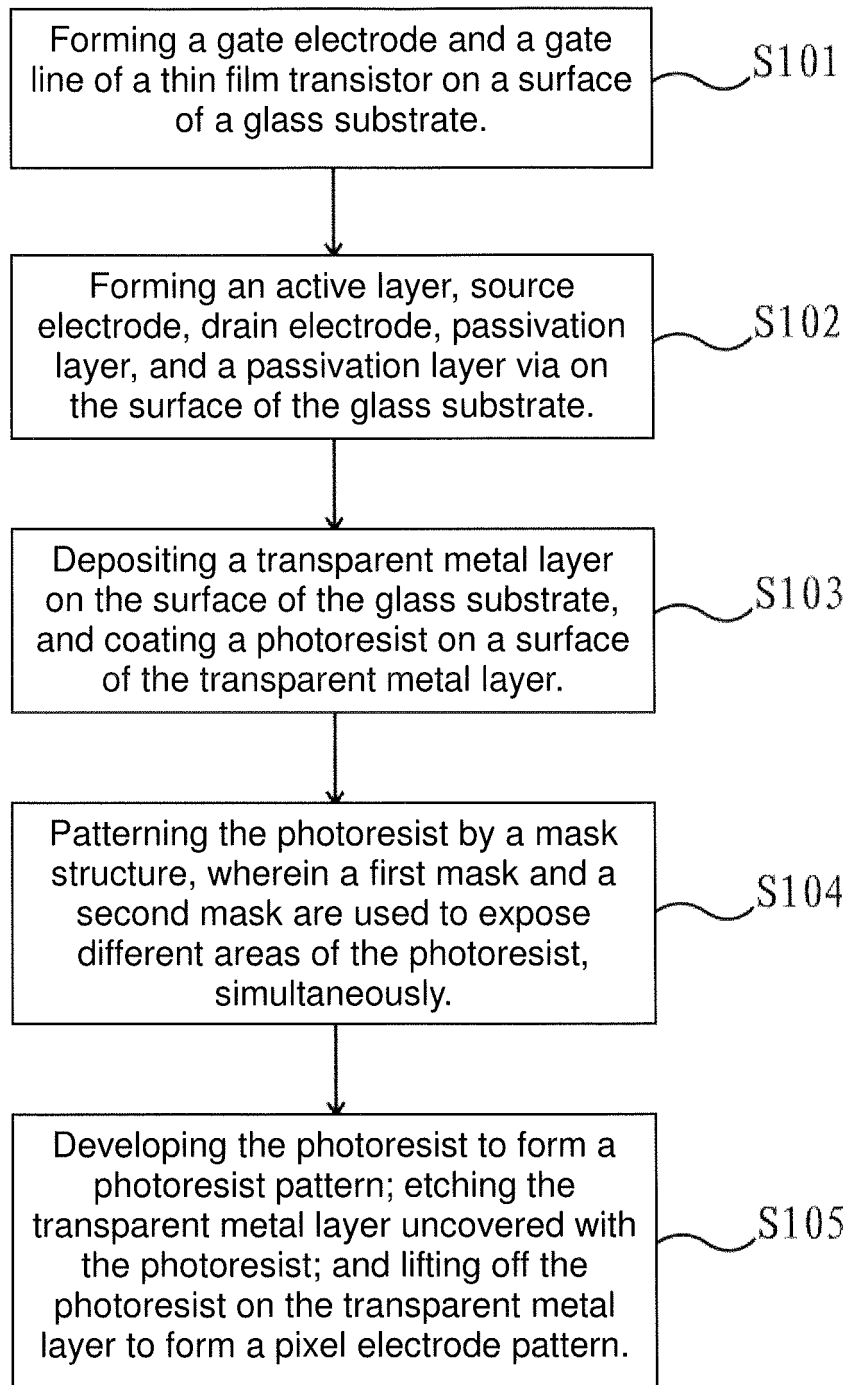 Forming a gate electrode and a gate
line of a thin film transistor on a surface
of a glass substrate.
S101
Forming an active layer, source
electrode, drain electrode, passivation
layer, and a passivation layer via on
the surface of the glass substrate.
S102
Depositing a transparent metal layer
on the surface of the glass substrate,
and coating a photoresist on a surface
of the transparent metal layer.
S103
Patterning the photoresist by a mask
structure, wherein a first mask and a
second mask are used to expose
different areas of the photoresist,
simultaneously.
S104
Developing the photoresist to form a
photoresist pattern; etching the
transparent metal layer uncovered with
the photoresist; and lifting off the
photoresist on the transparent metal
layer to form a pixel electrode pattern.
S105